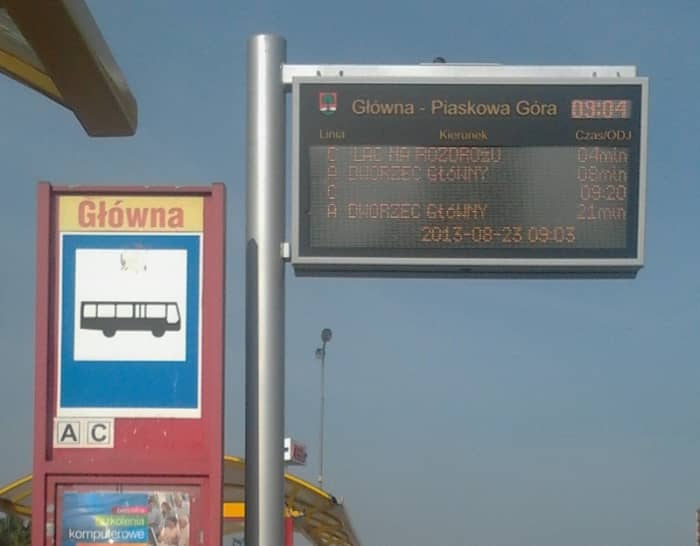 Główna - Piaskowa Góra 09:04
Linia Kierunek Czas/ODJ
C LAC NA ROZDROŻU 04min
A DWORZEC GŁÓWNY 08min
C 09:20
A DWORZEC GŁÓWNY 21min
2013-08-23 09:03
Główna
A C
szkolenia
komputerowe